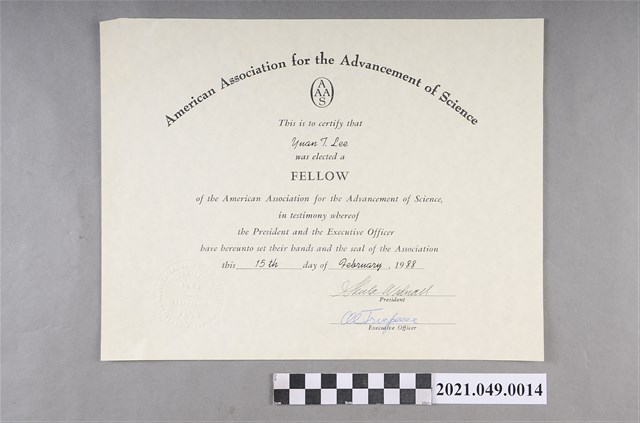 American Association for the Advancement of Science
A
AA
S
This is to certify that
Yuan T. Lee
was elected a
FELLOW
of the American Association for the Advancement of Science,
in testimony whereof
the President and the Executive Officer
have hereunto set their hands and the seal of the Association
this 15th day of February, 1988
President
Executive Officer
2021.049.0014